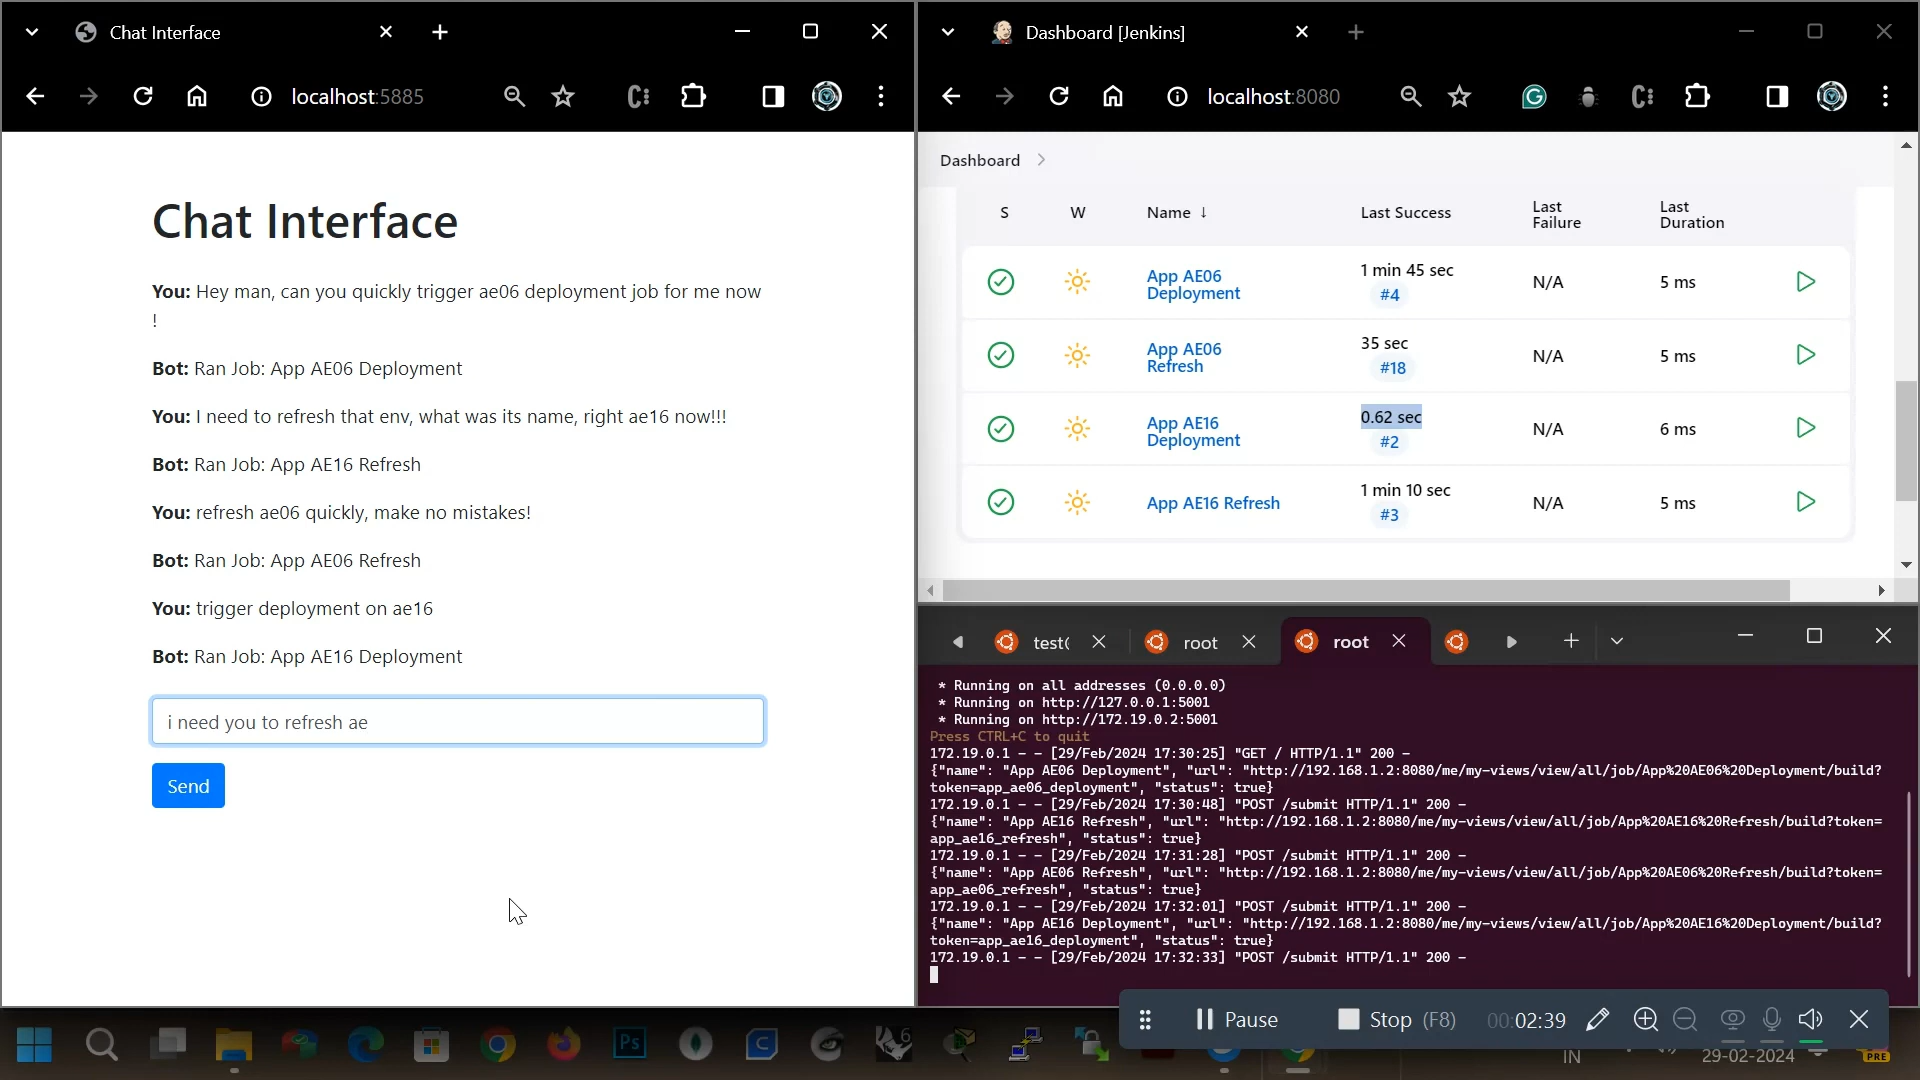 Chat Interface
localhost:5885
Chat Interface
You: Hey man, can you quickly trigger ae06 deployment job for me now
!
Bot: Ran Job: App AE06 Deployment
You: I need to refresh that env, what was its name, right ae16 now!!!
Bot: Ran Job: App AE16 Refresh
You: refresh ae06 quickly, make no mistakes!
Bot: Ran Job: App AE06 Refresh
You: trigger deployment on ae16
Bot: Ran Job: App AE16 Deployment
i need you to refresh ae
Send
Dashboard [Jenkins]
localhost:8080
Dashboard
S W Name ↓ Last Success Last Failure Last Duration
App AE06 Deployment 1 min 45 sec #4 N/A 5 ms
App AE06 Refresh 35 sec #18 N/A 5 ms
App AE16 Deployment 0.62 sec #2 N/A 6 ms
App AE16 Refresh 1 min 10 sec #3 N/A 5 ms
test( root root
* Running on all addresses (0.0.0.0)
* Running on http://127.0.0.1:5001
* Running on http://172.19.0.2:5001
Press CTRL+C to quit
172.19.0.1 - - [29/Feb/2024 17:30:25] "GET / HTTP/1.1" 200 -
{"name": "App AE06 Deployment", "url": "http://192.168.1.2:8080/me/my-views/view/all/job/App%20AE06%20Deployment/build?
token=app_ae06_deployment", "status": true}
172.19.0.1 - - [29/Feb/2024 17:30:48] "POST /submit HTTP/1.1" 200 -
{"name": "App AE16 Refresh", "url": "http://192.168.1.2:8080/me/my-views/view/all/job/App%20AE16%20Refresh/build?token=
app_ae16_refresh", "status": true}
172.19.0.1 - - [29/Feb/2024 17:31:28] "POST /submit HTTP/1.1" 200 -
{"name": "App AE06 Refresh", "url": "http://192.168.1.2:8080/me/my-views/view/all/job/App%20AE06%20Refresh/build?token=
app_ae06_refresh", "status": true}
172.19.0.1 - - [29/Feb/2024 17:32:01] "POST /submit HTTP/1.1" 200 -
{"name": "App AE16 Deployment", "url": "http://192.168.1.2:8080/me/my-views/view/all/job/App%20AE16%20Deployment/build?
token=app_ae16_deployment", "status": true}
172.19.0.1 - - [29/Feb/2024 17:32:33] "POST /submit HTTP/1.1" 200 -
Pause Stop (F8) 00:02:39
Ps
IN 29-02-2024 PRE